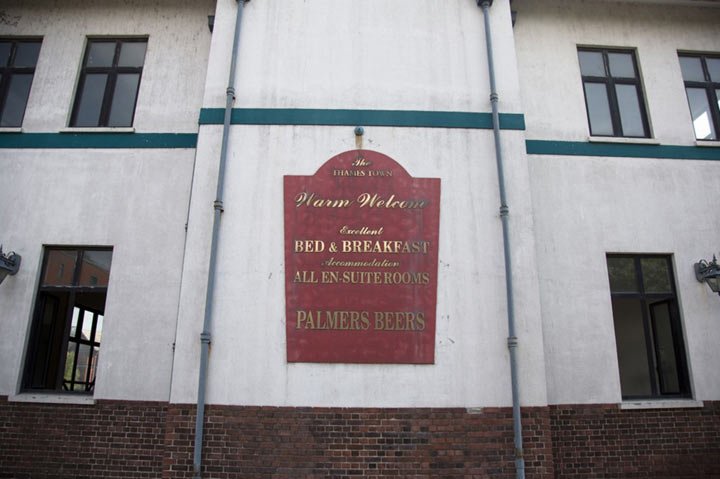 The
THAMES TOWN
Warm Welcome
Excellent
BED & BREAKFAST
Accommodation
ALL EN-SUITE ROOMS
PALMERS BEERS